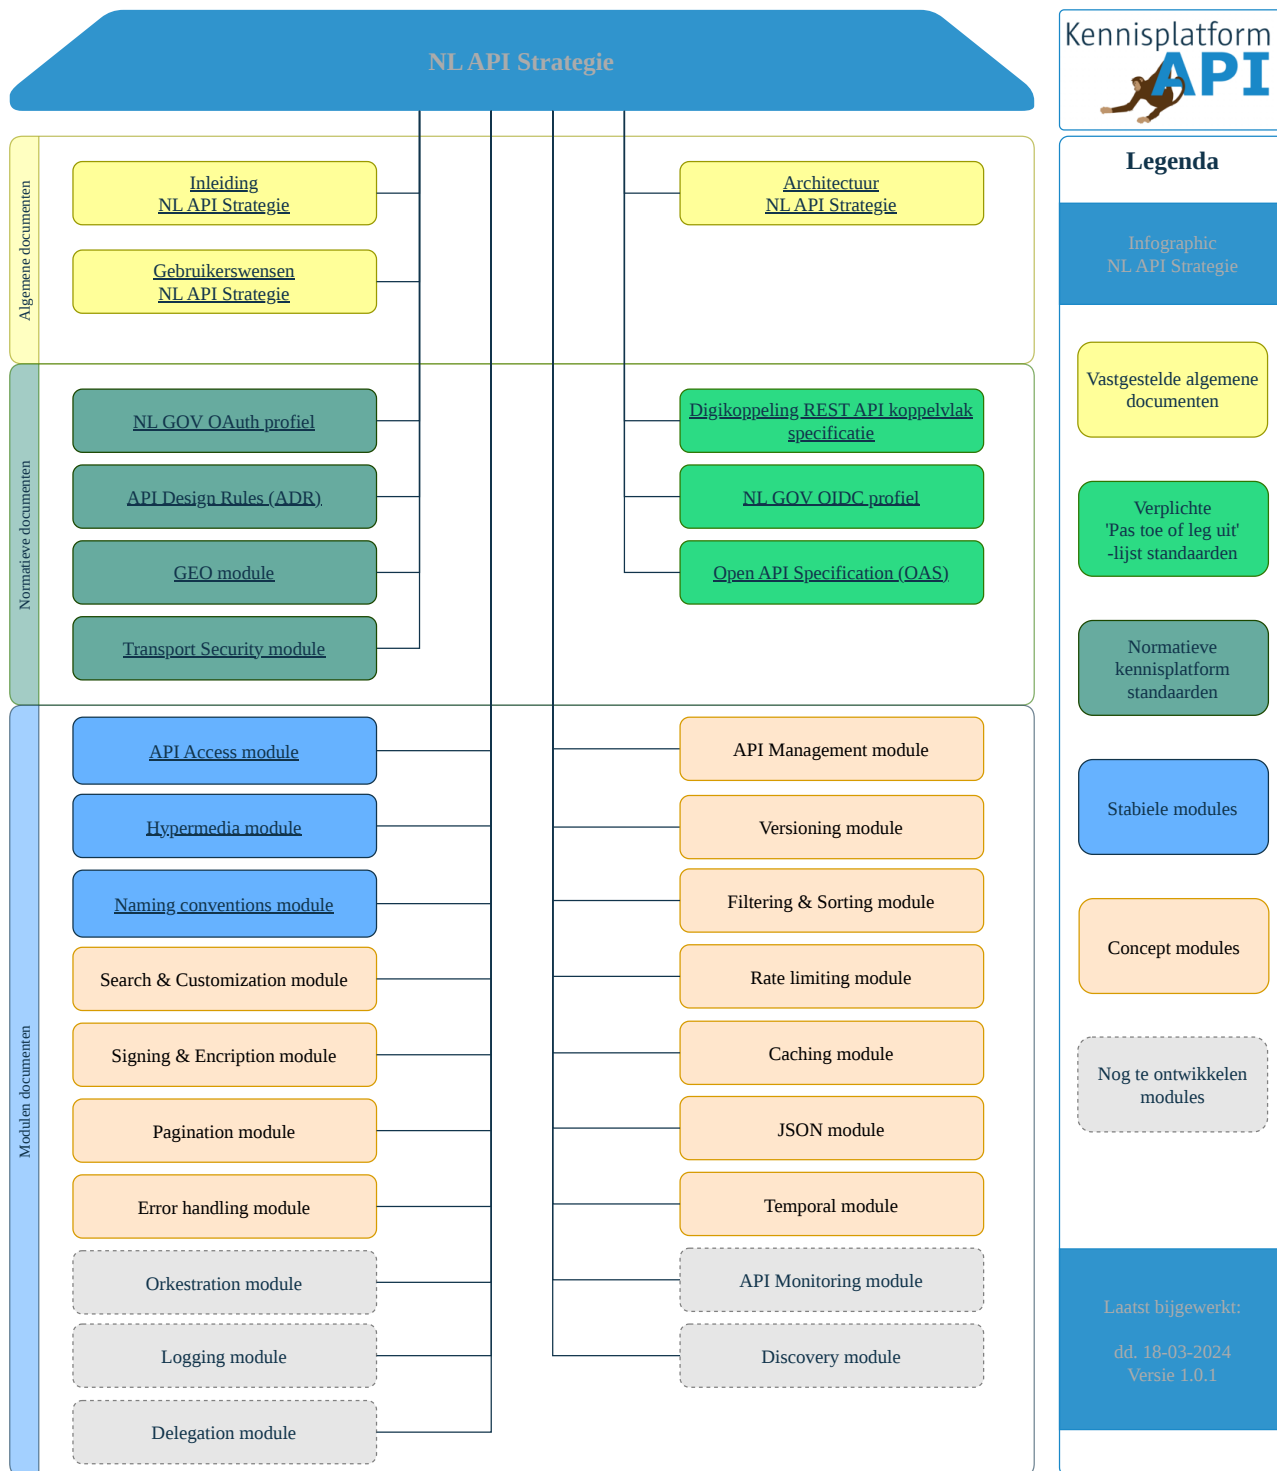 NL API Strategie
Kennisplatform
API
Algemene documenten
Inleiding
NL API Strategie
Architectuur
NL API Strategie
Gebruikerswensen
NL API Strategie
Normatieve documenten
NL GOV OAuth profiel
Digikoppeling REST API koppelvlak
specificatie
API Design Rules (ADR)
NL GOV OIDC profiel
GEO module
Open API Specification (OAS)
Transport Security module
Modulen documenten
API Access module
API Management module
Hypermedia module
Versioning module
Naming conventions module
Filtering & Sorting module
Search & Customization module
Rate limiting module
Signing & Encription module
Caching module
Pagination module
JSON module
Error handling module
Temporal module
Orkestration module
API Monitoring module
Logging module
Discovery module
Delegation module
Legenda
Infographic
NL API Strategie
Vastgestelde algemene
documenten
Verplichte
'Pas toe of leg uit'
-lijst standaarden
Normatieve
kennisplatform
standaarden
Stabiele modules
Concept modules
Nog te ontwikkelen
modules
Laatst bijgewerkt:
dd. 18-03-2024
Versie 1.0.1